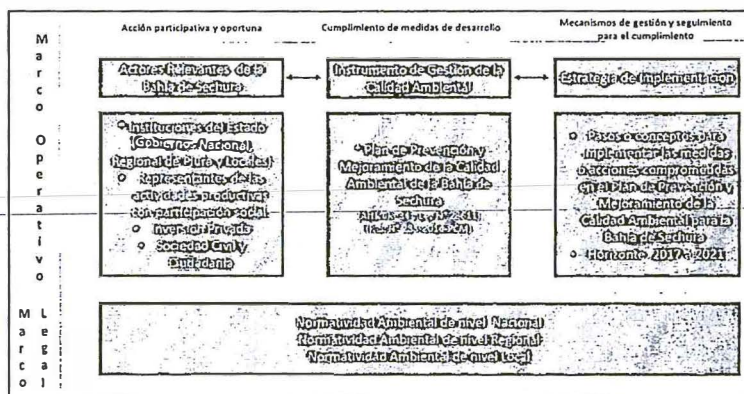 Acción participativa y oportuna
Cumplimiento de medidas de desarrollo
Mecanismos de gestión y seguimiento
para el cumplimiento
Marco Operativo
Actores Relevantes de la
Bahía de Sechura
Instrumento de Gestión de la
Calidad Ambiental
Estrategia de Implementación
Instituciones del Estado
(Gobiernos Nacional,
Regional de Piura y Locales)
Representantes de las
actividades productivas
con participación social
Inversión Privada
Sociedad Civil y
Ciudadanía
* Plan de Prevención y
Mejoramiento de la Calidad
Ambiental de la Bahía de
Sechura
Pasos o conceptos para
implementar las medidas
o acciones comprometidas
en el Plan de Prevención y
Mejoramiento de la
Calidad Ambiental para la
Bahía de Sechura
Horizonte: 2017 - 2021
Marco Legal
Normatividad Ambiental de nivel Nacional
Normatividad Ambiental de nivel Regional
Normatividad Ambiental de nivel Local